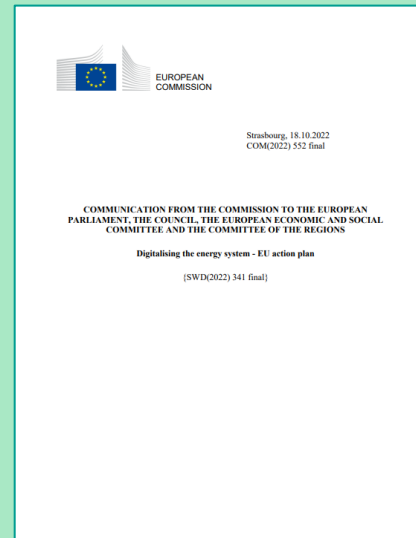 EUROPEAN
COMMISSION
Strasbourg, 18.10.2022
COM(2022) 552 final
COMMUNICATION FROM THE COMMISSION TO THE EUROPEAN
PARLIAMENT, THE COUNCIL, THE EUROPEAN ECONOMIC AND SOCIAL
COMMITTEE AND THE COMMITTEE OF THE REGIONS
Digitalising the energy system - EU action plan
{SWD(2022) 341 final}